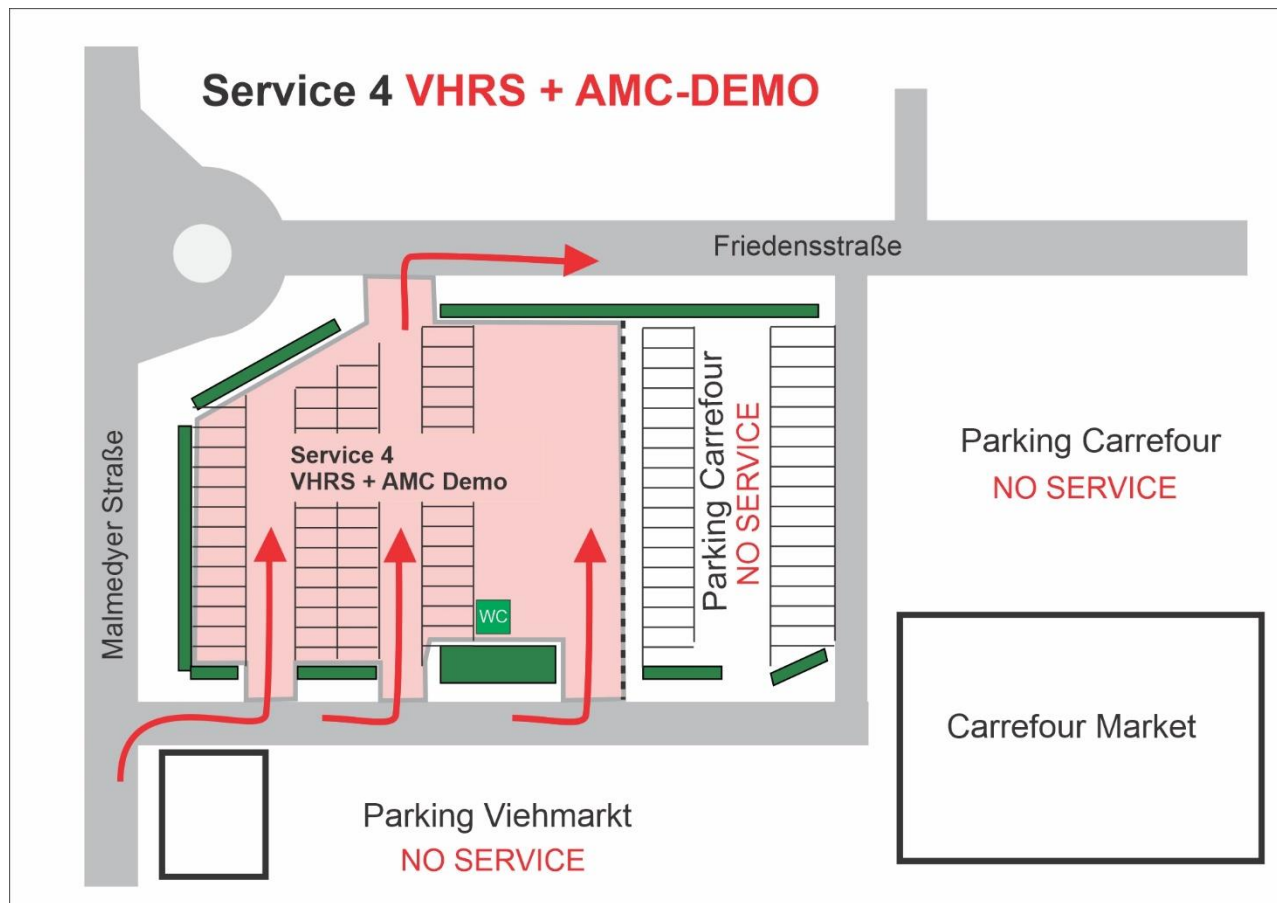 Service 4 VHRS + AMC-DEMO
Friedensstraße
Malmedyer Straße
Service 4
VHRS + AMC Demo
WC
Parking Carrefour
NO SERVICE
Parking Carrefour
NO SERVICE
Carrefour Market
Parking Viehmarkt
NO SERVICE